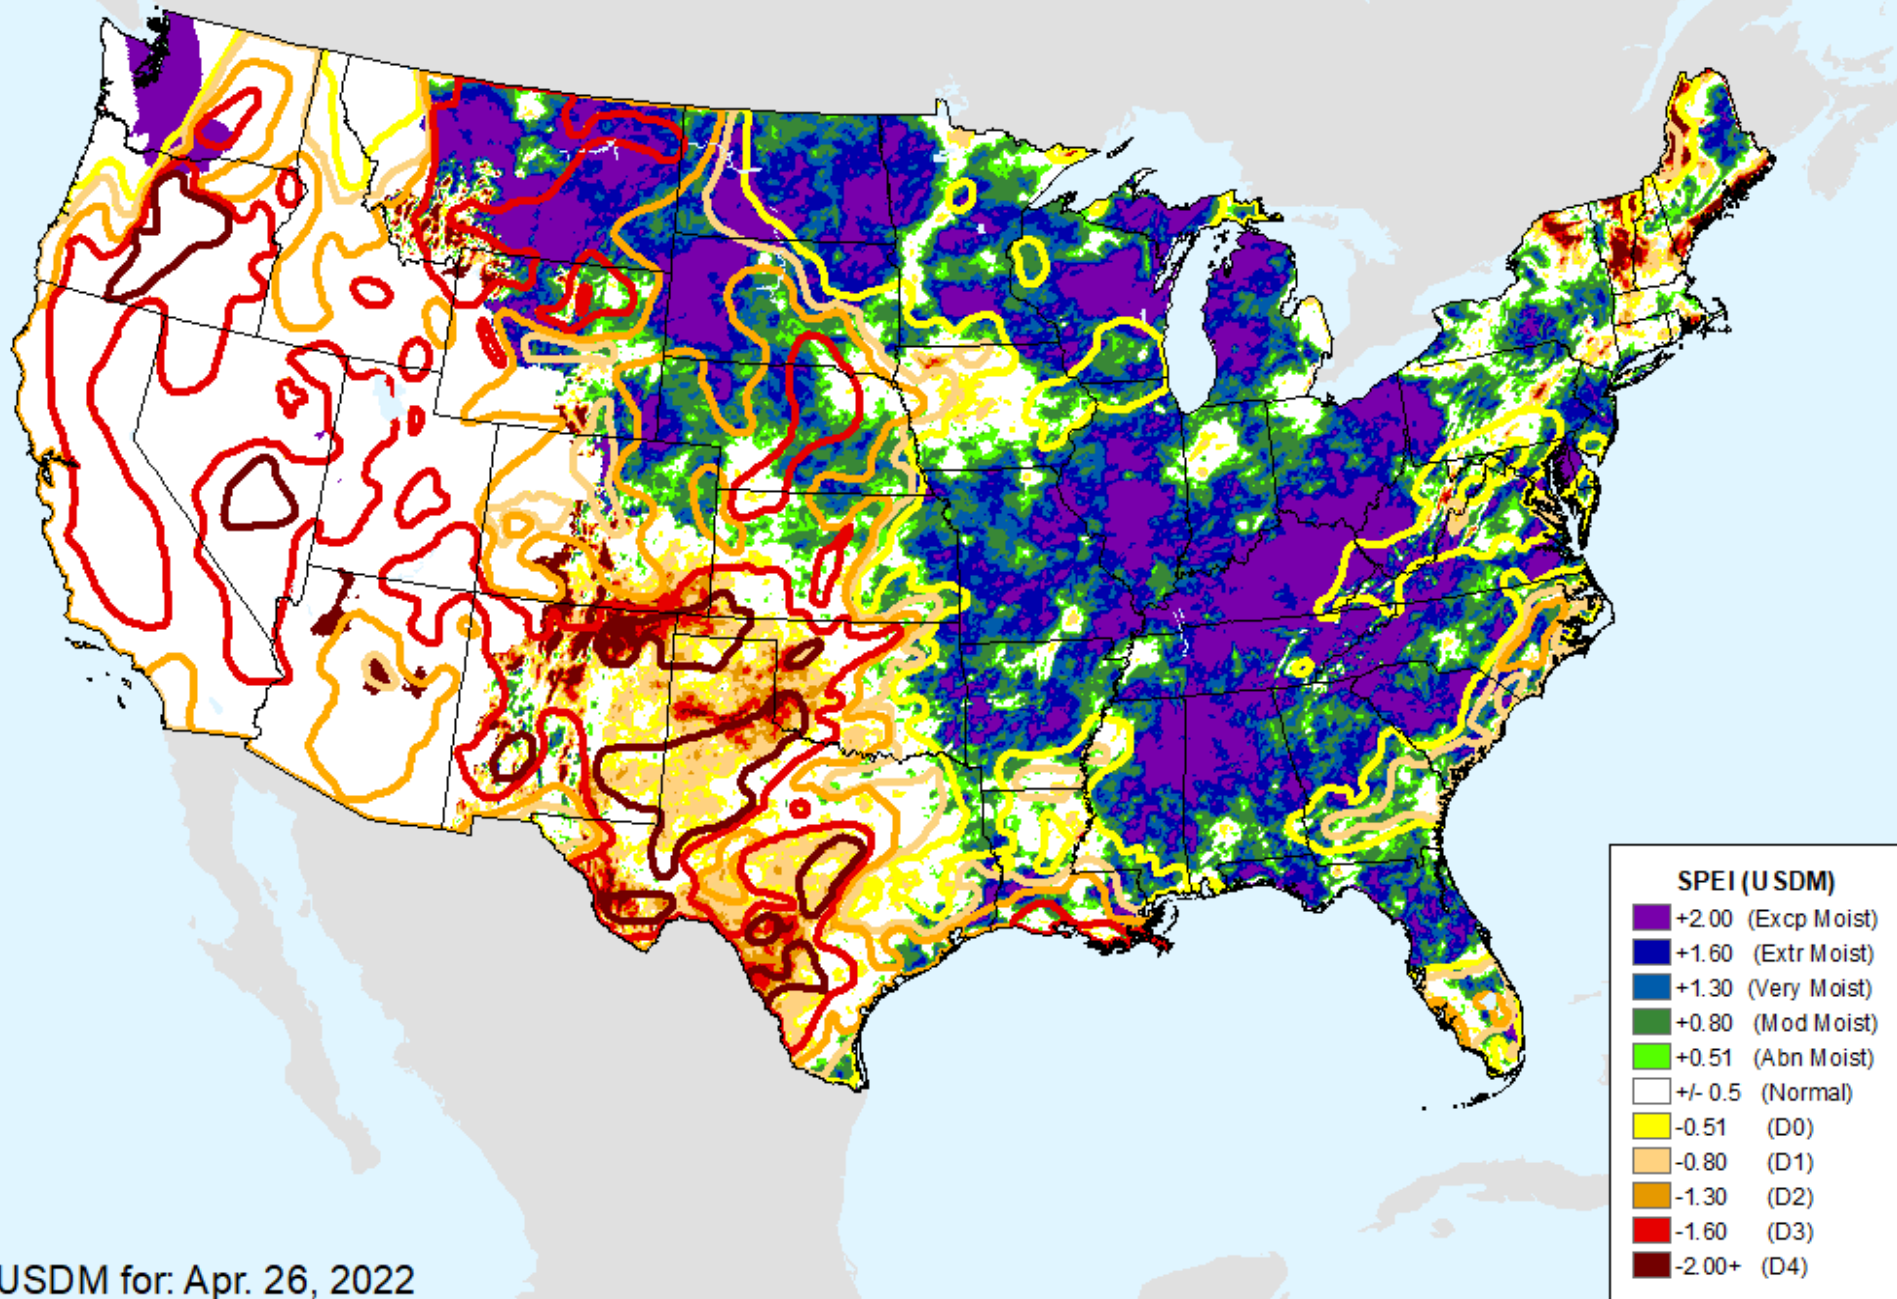 SPEI (USDM)
+2.00 (Excp Moist)
+1.60 (Extr Moist)
+1.30 (Very Moist)
+0.80 (Mod Moist)
+0.51 (Abn Moist)
+/- 0.5 (Normal)
-0.51 (D0)
-0.80 (D1)
-1.30 (D2)
-1.60 (D3)
-2.00+ (D4)
USDM for: Apr. 26, 2022